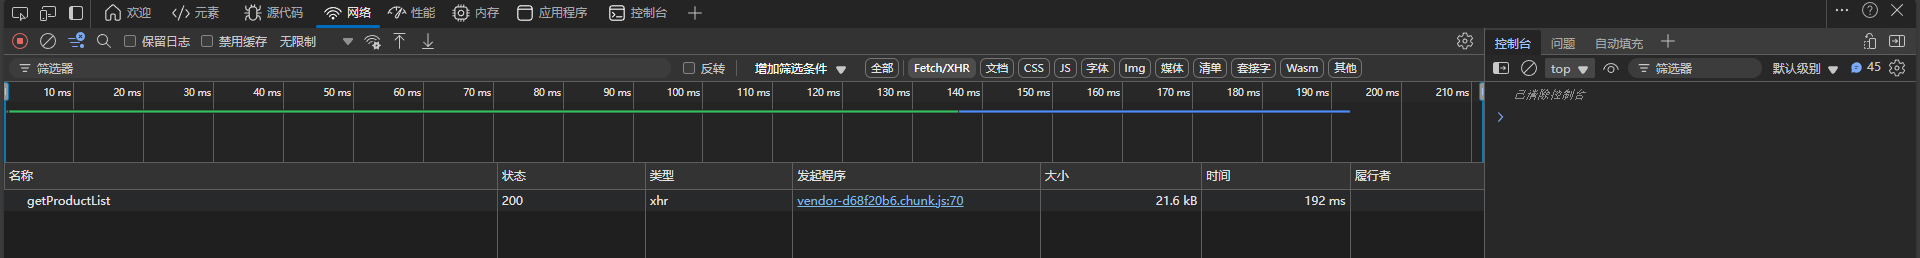 欢迎 元素 源代码 网络 性能 内存 应用程序 控制台
保留日志 禁用缓存 无限制
筛选器 反转 增加筛选条件 全部 Fetch/XHR 文档 CSS JS 字体 Img 媒体 清单 套接字 Wasm 其他
10 ms 20 ms 30 ms 40 ms 50 ms 60 ms 70 ms 80 ms 90 ms 100 ms 110 ms 120 ms 130 ms 140 ms 150 ms 160 ms 170 ms 180 ms 190 ms 200 ms 210 ms
名称 状态 类型 发起程序 大小 时间 履行者
getProductList 200 xhr vendor-d68f20b6.chunk.js:70 21.6 kB 192 ms
控制台 问题 自动填充
top 筛选器 默认级别 45
已清除控制台